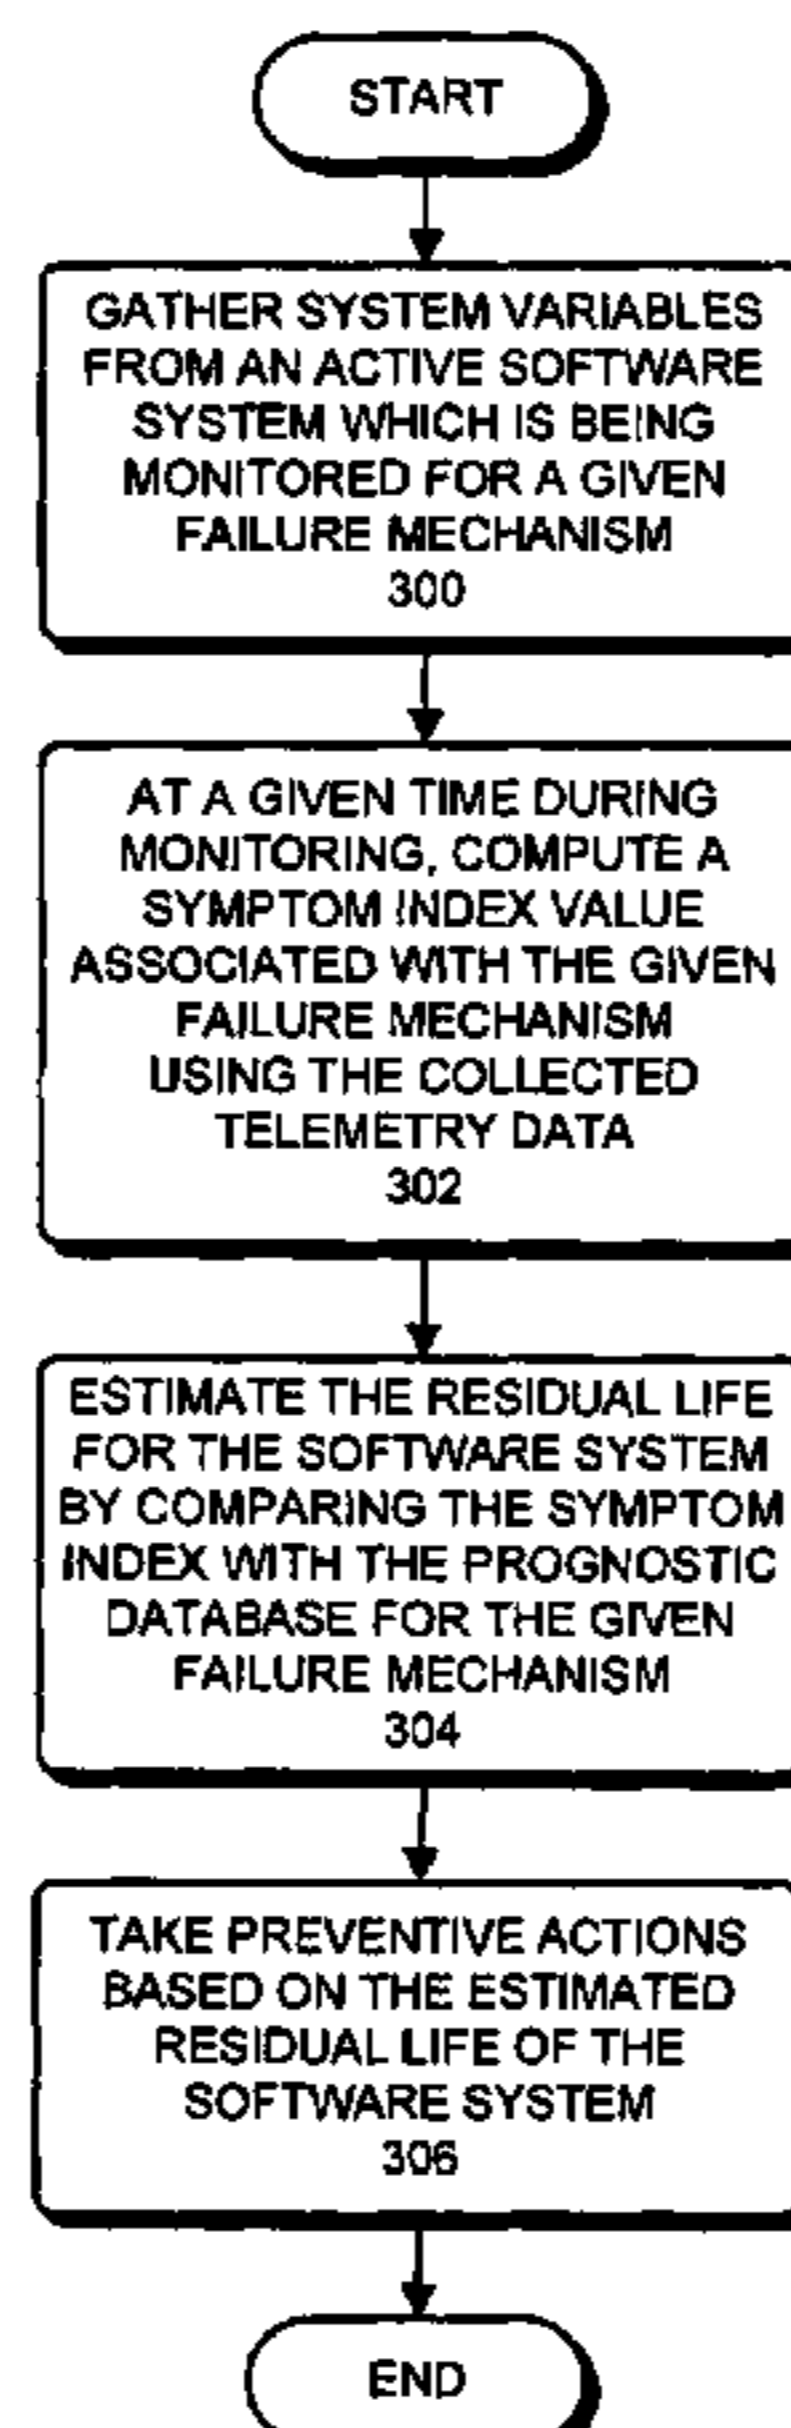 START
GATHER SYSTEM VARIABLES
FROM AN ACTIVE SOFTWARE
SYSTEM WHICH IS BEING
MONITORED FOR A GIVEN
FAILURE MECHANISM
300
AT A GIVEN TIME DURING
MONITORING, COMPUTE A
SYMPTOM INDEX VALUE
ASSOCIATED WITH THE GIVEN
FAILURE MECHANISM
USING THE COLLECTED
TELEMETRY DATA
302
ESTIMATE THE RESIDUAL LIFE
FOR THE SOFTWARE SYSTEM
BY COMPARING THE SYMPTOM
INDEX WITH THE PROGNOSTIC
DATABASE FOR THE GIVEN
FAILURE MECHANISM
304
TAKE PREVENTIVE ACTIONS
BASED ON THE ESTIMATED
RESIDUAL LIFE OF THE
SOFTWARE SYSTEM
306
END